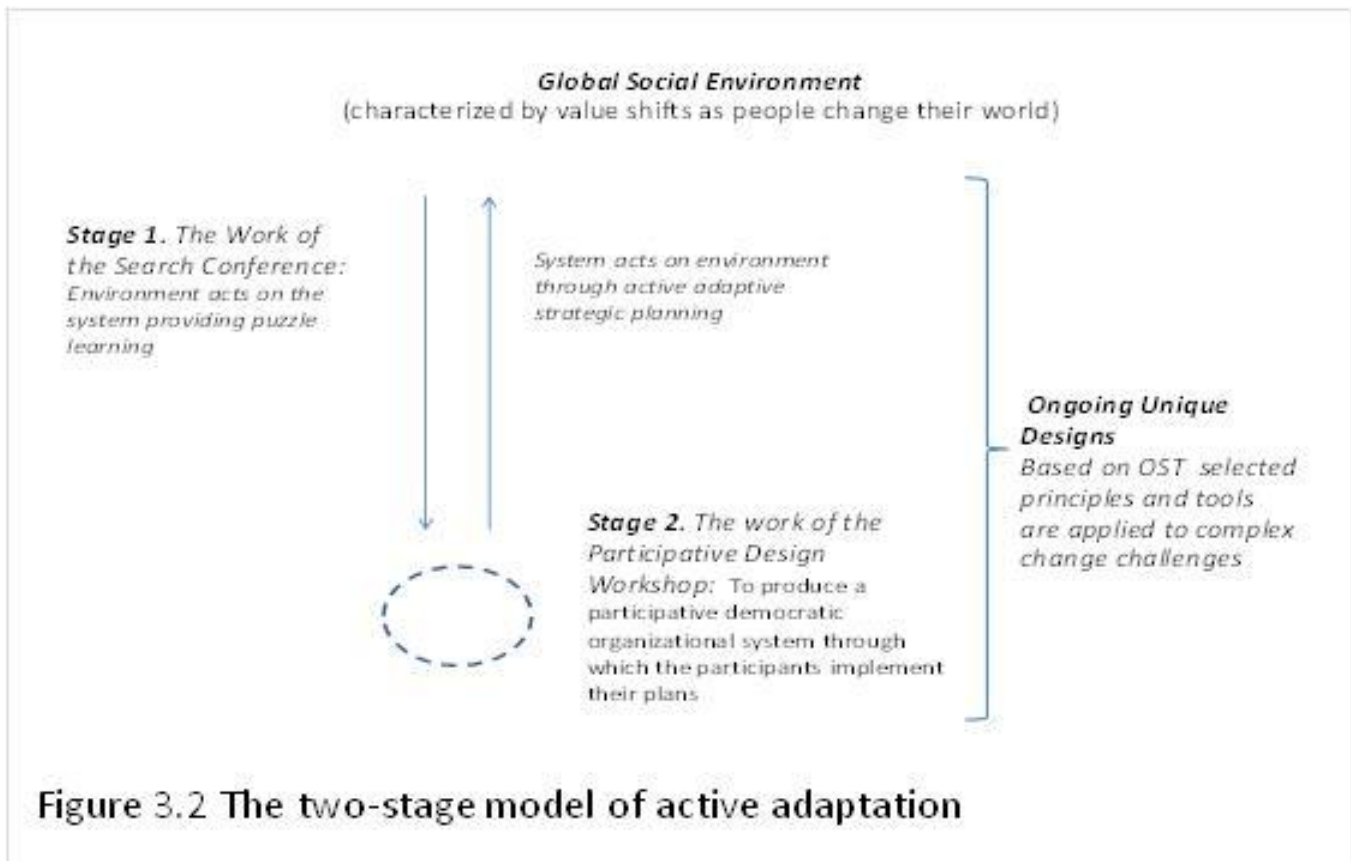 Global Social Environment
(characterized by value shifts as people change their world)
Stage 1. The Work of
the Search Conference:
Environment acts on the
system providing puzzle
learning
System acts on environment
through active adaptive
strategic planning
Stage 2. The work of the
Participative Design
Workshop: To produce a
participative democratic
organizational system through
which the participants implement
their plans
Ongoing Unique
Designs
Based on OST selected
principles and tools
are applied to complex
change challenges
Figure 3.2 The two-stage model of active adaptation